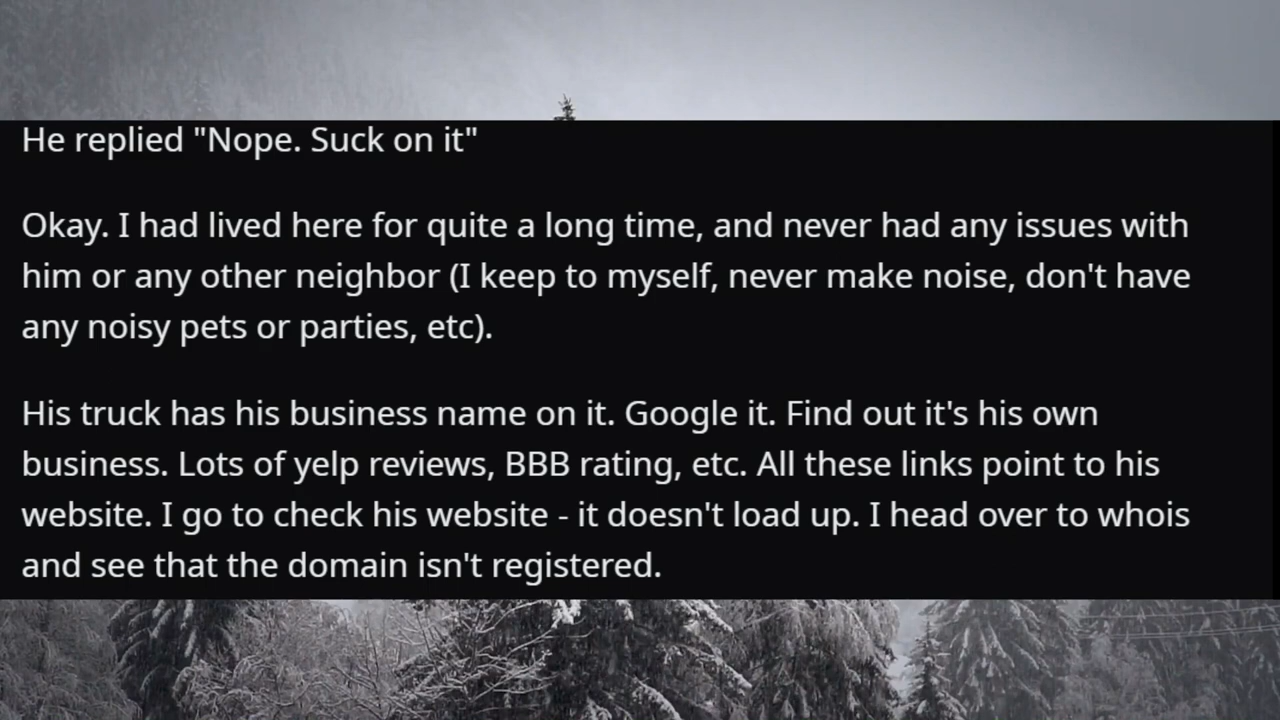 He replied "Nope. Suck on it"
Okay. I had lived here for quite a long time, and never had any issues with
him or any other neighbor (I keep to myself, never make noise, don't have
any noisy pets or parties, etc).
His truck has his business name on it. Google it. Find out it's his own
business. Lots of yelp reviews, BBB rating, etc. All these links point to his
website. I go to check his website - it doesn't load up. I head over to whois
and see that the domain isn't registered.